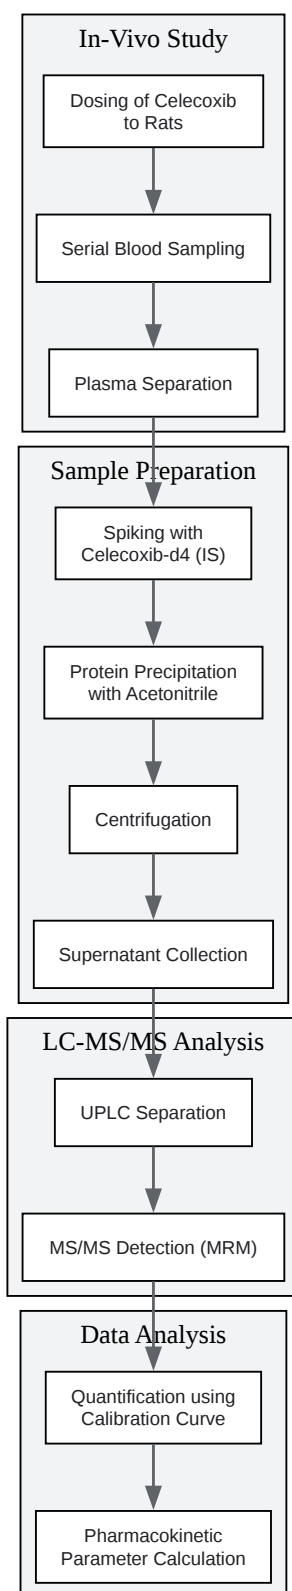 In-Vivo Study
Dosing of Celecoxib
to Rats
Serial Blood Sampling
Plasma Separation
Sample Preparation
Spiking with
Celecoxib-d4 (IS)
Protein Precipitation
with Acetonitrile
Centrifugation
Supernatant Collection
LC-MS/MS Analysis
UPLC Separation
MS/MS Detection (MRM)
Data Analysis
Quantification using
Calibration Curve
Pharmacokinetic
Parameter Calculation